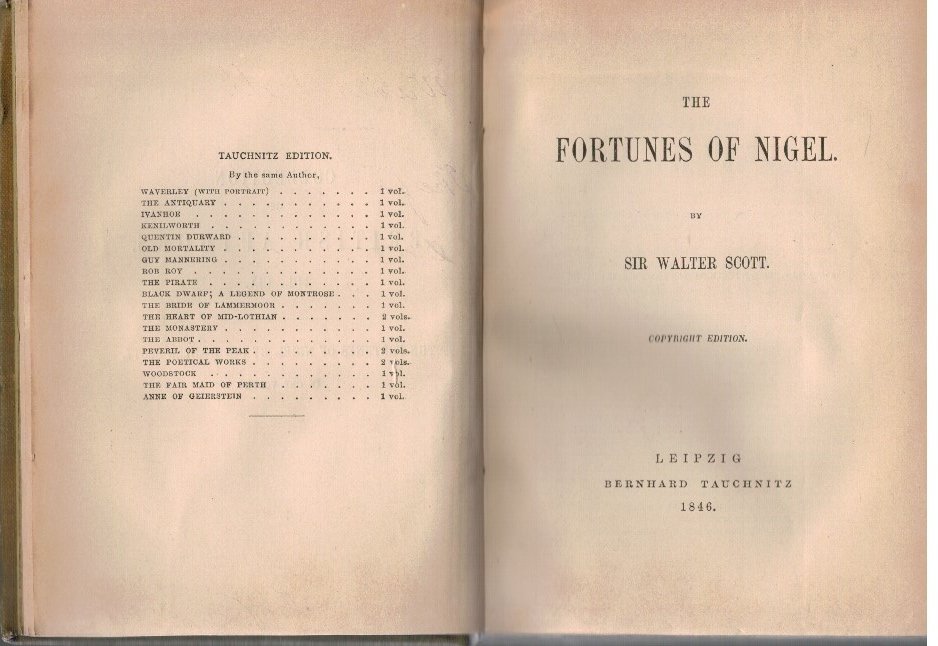 TAUCHNITZ EDITION.
By the same Author,
WAVERLEY (WITH PORTRAIT) . . . . . . . 1 vol.
THE ANTIQUARY . . . . . . . . . . . 1 vol.
IVANHOE . . . . . . . . . . . . . 1 vol.
KENILWORTH . . . . . . . . . . . . 1 vol.
QUENTIN DURWARD . . . . . . . . . . 1 vol.
OLD MORTALITY . . . . . . . . . . . 1 vol.
GUY MANNERING . . . . . . . . . . . 1 vol.
ROB ROY . . . . . . . . . . . . . 1 vol.
THE PIRATE . . . . . . . . . . . . 1 vol.
BLACK DWARF; A LEGEND OF MONTROSE . . . 1 vol.
THE BRIDE OF LAMMERMOOR . . . . . . . 1 vol.
THE HEART OF MID-LOTHIAN . . . . . . . 2 vols.
THE MONASTERY . . . . . . . . . . . 1 vol.
THE ABBOT . . . . . . . . . . . . . 1 vol.
PEVERIL OF THE PEAK . . . . . . . . . 2 vols.
THE POETICAL WORKS . . . . . . . . . 2 vols.
WOODSTOCK . . . . . . . . . . . . 1 vol.
THE FAIR MAID OF PERTH . . . . . . . . 1 vol.
ANNE OF GEIERSTEIN . . . . . . . . . 1 vol.
THE
FORTUNES OF NIGEL.
BY
SIR WALTER SCOTT.
COPYRIGHT EDITION.
LEIPZIG
BERNHARD TAUCHNITZ
1846.